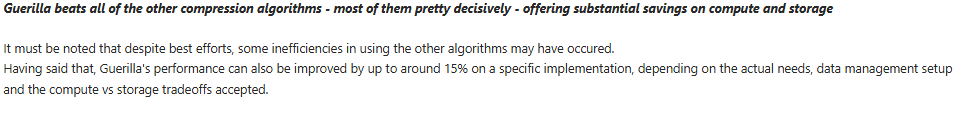 Guerilla beats all of the other compression algorithms - most of them pretty decisively - offering substantial savings on compute and storage
It must be noted that despite best efforts, some inefficiencies in using the other algorithms may have occured.
Having said that, Guerilla's performance can also be improved by up to around 15% on a specific implementation, depending on the actual needs, data management setup
and the compute vs storage tradeoffs accepted.